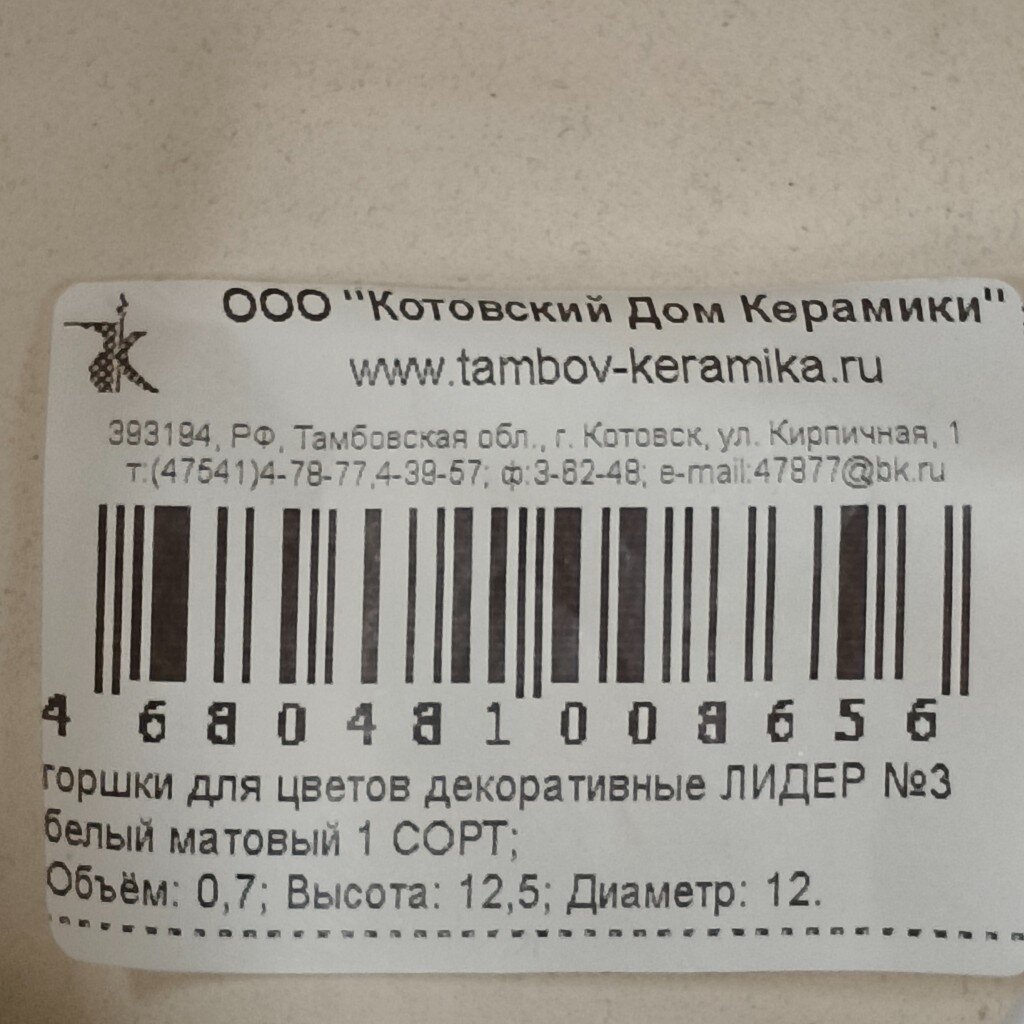 ООО "Котовский Дом Керамики"
www.tambov-keramika.ru
393194, РФ, Тамбовская обл., г. Котовск, ул. Кирпичная, 1
т.:(47541)4-78-77,4-39-57; ф:3-82-48; e-mail:47877@bk.ru
4 680481 008656
горшки для цветов декоративные ЛИДЕР №3
белый матовый 1 СОРТ;
Объём: 0,7; Высота: 12,5; Диаметр: 12.